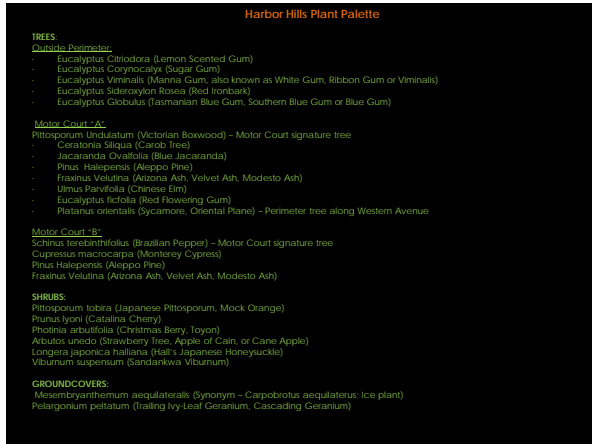 Harbor Hills Plant Palette
TREES:
Outside Perimeter:
- Eucalyptus Citriodora (Lemon Scented Gum)
- Eucalyptus Corynocalyx (Sugar Gum)
- Eucalyptus Viminalis (Manna Gum, also known as White Gum, Ribbon Gum or Viminalis)
- Eucalyptus Sideroxylon Rosea (Red Ironbark)
- Eucalyptus Globulus (Tasmanian Blue Gum, Southern Blue Gum or Blue Gum)
Motor Court "A"
Pittosporum Undulatum (Victorian Boxwood) – Motor Court signature tree
- Ceratonia Siliqua (Carob Tree)
- Jacaranda Ovalfolia (Blue Jacaranda)
- Pinus Halepensis (Aleppo Pine)
- Fraxinus Velutina (Arizona Ash, Velvet Ash, Modesto Ash)
- Ulmus Parvifolia (Chinese Elm)
- Eucalyptus ficfolia (Red Flowering Gum)
- Platanus orientalis (Sycamore, Oriental Plane) – Perimeter tree along Western Avenue
Motor Court "B"
Schinus terebinthifolius (Brazilian Pepper) – Motor Court signature tree
Cupressus macrocarpa (Monterey Cypress)
Pinus Halepensis (Aleppo Pine)
Fraxinus Velutina (Arizona Ash, Velvet Ash, Modesto Ash)
SHRUBS:
Pittosporum tobira (Japanese Pittosporum, Mock Orange)
Prunus lyoni (Catalina Cherry)
Photinia arbutifolia (Christmas Berry, Toyon)
Arbutos unedo (Strawberry Tree, Apple of Cain, or Cane Apple)
Longera japonica halliana (Hall's Japanese Honeysuckle)
Viburnum suspensum (Sandankwa Viburnum)
GROUNDCOVERS:
Mesembryanthemum aequilateralis (Synonym – Carpobrotus aequilaterus; Ice plant)
Pelargonium peltatum (Trailing Ivy-Leaf Geranium, Cascading Geranium)